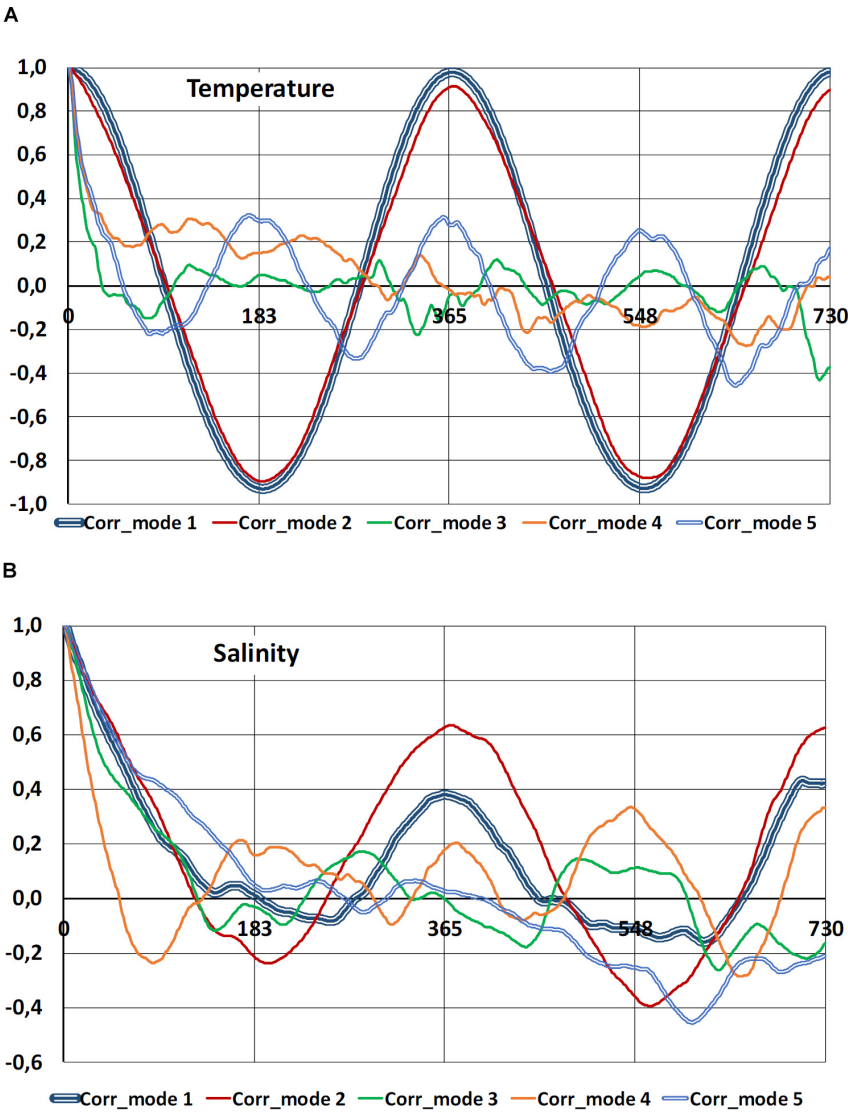 A
1,0
Temperature
0,8
0,6
0,4
0,2
0,0
0 183 365 548 730
-0,2
-0,4
-0,6
-0,8
-1,0
Corr_mode 1 Corr_mode 2 Corr_mode 3 Corr_mode 4 Corr_mode 5
B
1,0
Salinity
0,8
0,6
0,4
0,2
0,0
0 183 365 548 730
-0,2
-0,4
-0,6
Corr_mode 1 Corr_mode 2 Corr_mode 3 Corr_mode 4 Corr_mode 5